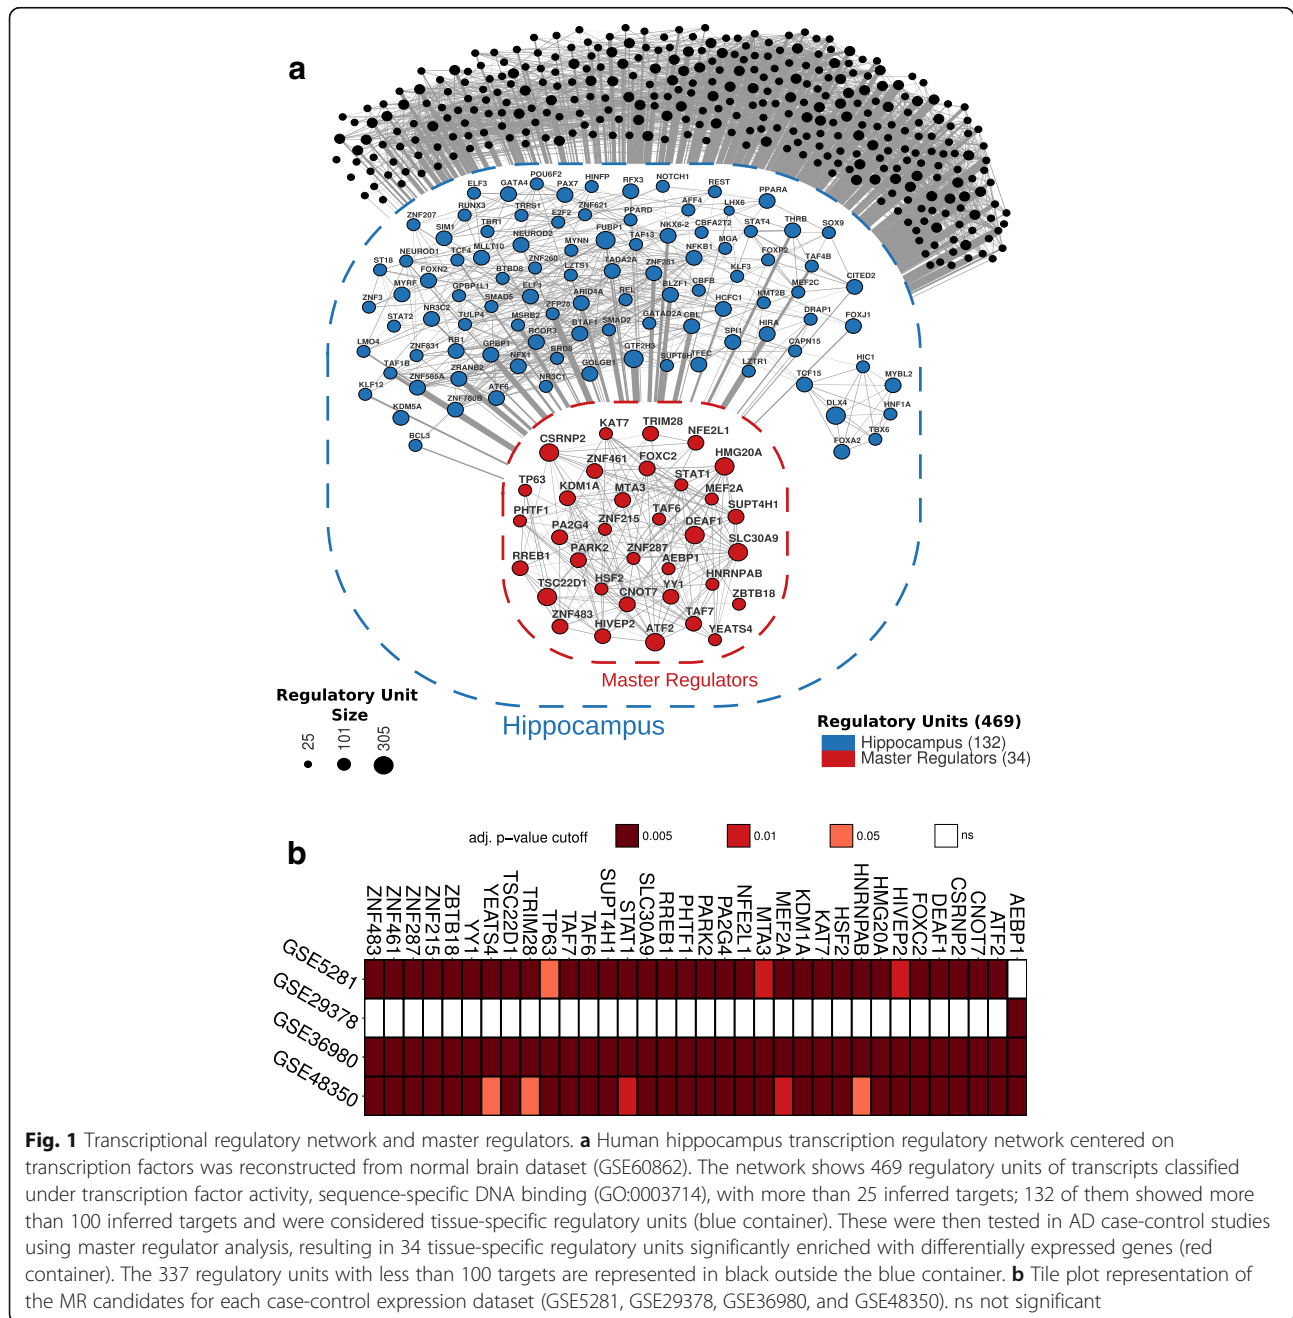 a
POU6F2
HINFP
ELF3
GATA4
PAX7
RFX3
NOTCH1
REST
PPARA
RUNX3
TRPS1
ZNF621
AFF4
LHX6
ZNF207
E2F2
PPARD
SIM1
TBR1
NKX6-2
CBFA2T2
STAT4
THRB
SOX9
NEUROD2
FUBP1
TAF13
MGA
NEUROD1
TCF4
MLLT10
MYNN
NFKB1
FOXP2
ST18
FOXN2
ZNF260
LZTS1
TADA2A
ZNF281
TAF4B
BTBD8
KLF3
CITED2
MYRF
GPBP1L1
ELF1
ARID4A
REL
BLZF1
CBFB
MEF2C
ZNF3
SMAD5
ZFP28
HCFC1
KMT2B
STAT2
NR3C2
TULP4
MSRB2
BTAF1
SMAD2
GATAD2A
CBL
DRAP1
FOXJ1
HIRA
LMO4
ZNF831
RB1
GPBP1
RCOR3
GTF2H3
SPI1
CAPN15
TAF1B
NFX1
BRD8
SUPT6H
TFEC
HIC1
ZNF585A
ZRANB2
GOLGB1
LZTR1
TCF15
MYBL2
KLF12
ATF6
NR3C1
KDM5A
ZNF780B
DLX4
HNF1A
BCL3
TBX6
FOXA2
KAT7
TRIM28
NFE2L1
CSRNP2
ZNF461
FOXC2
HMG20A
STAT1
TP63
KDM1A
MTA3
MEF2A
PHTF1
TAF6
SUPT4H1
PA2G4
ZNF215
DEAF1
PARK2
ZNF287
SLC30A9
RREB1
AEBP1
TSC22D1
HSF2
HNRNPAB
CNOT7
YY1
ZBTB18
ZNF483
HIVEP2
ATF2
TAF7
YEATS4
Master Regulators
Hippocampus
Regulatory Unit
Size
25
101
305
Regulatory Units (469)
Hippocampus (132)
Master Regulators (34)
b
adj. p-value cutoff
0.005
0.01
0.05
ns
ZNF483
ZNF461
ZNF287
ZNF215
ZBTB18
YY1
YEATS4
TSC22D1
TRIM28
TP63
TAF7
TAF6
SUPT4H1
STAT1
SLC30A9
RREB1
PHTF1
PARK2
PA2G4
NFE2L1
MTA3
MEF2A
KDM1A
KAT7
HSF2
HNRNPAB
HMG20A
HIVEP2
FOXC2
DEAF1
CSRNP2
CNOT7
ATF2
AEBP1
GSE5281
GSE29378
GSE36980
GSE48350
Fig. 1 Transcriptional regulatory network and master regulators. a Human hippocampus transcription regulatory network centered on
transcription factors was reconstructed from normal brain dataset (GSE60862). The network shows 469 regulatory units of transcripts classified
under transcription factor activity, sequence-specific DNA binding (GO:0003714), with more than 25 inferred targets; 132 of them showed more
than 100 inferred targets and were considered tissue-specific regulatory units (blue container). These were then tested in AD case-control studies
using master regulator analysis, resulting in 34 tissue-specific regulatory units significantly enriched with differentially expressed genes (red
container). The 337 regulatory units with less than 100 targets are represented in black outside the blue container. b Tile plot representation of
the MR candidates for each case-control expression dataset (GSE5281, GSE29378, GSE36980, and GSE48350). ns not significant